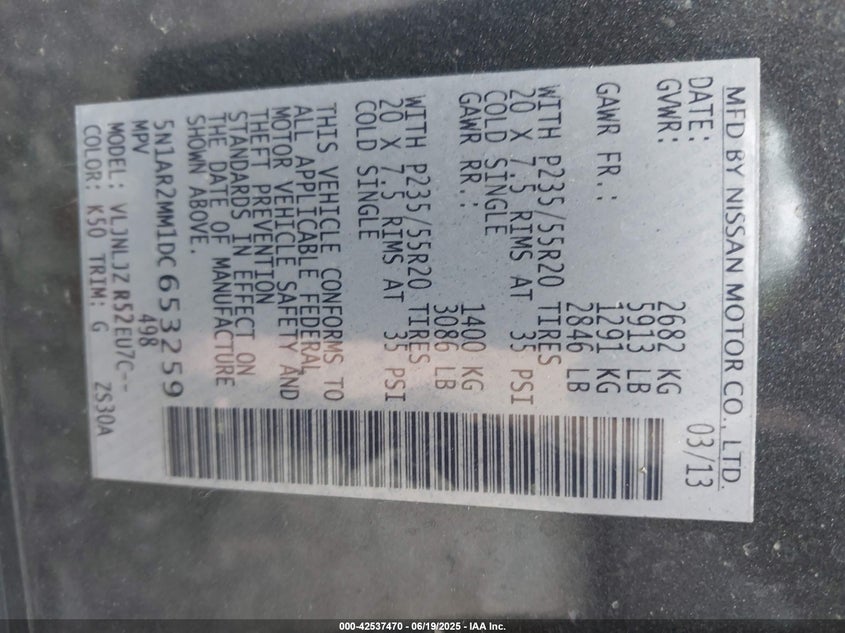 MFD BY NISSAN MOTOR CO., LTD.
DATE: 03/13
GVWR: 2682 KG
5913 LB
GAWR FR.: 1291 KG
2846 LB
WITH P235/55R20 TIRES
20 X 7.5 RIMS AT 35 PSI
COLD SINGLE
GAWR RR.: 1400 KG
3086 LB
WITH P235/55R20 TIRES
20 X 7.5 RIMS AT 35 PSI
COLD SINGLE
THIS VEHICLE CONFORMS TO
ALL APPLICABLE FEDERAL
MOTOR VEHICLE SAFETY AND
THEFT PREVENTION
STANDARDS IN EFFECT ON
THE DATE OF MANUFACTURE
SHOWN ABOVE.
5N1AR2MM1DC653259
MPV 498
MODEL: VLJNLJZ R52EU7C--
COLOR: K50 TRIM: G 2S30A
000-42537470 - 06/19/2025 - IAA Inc.